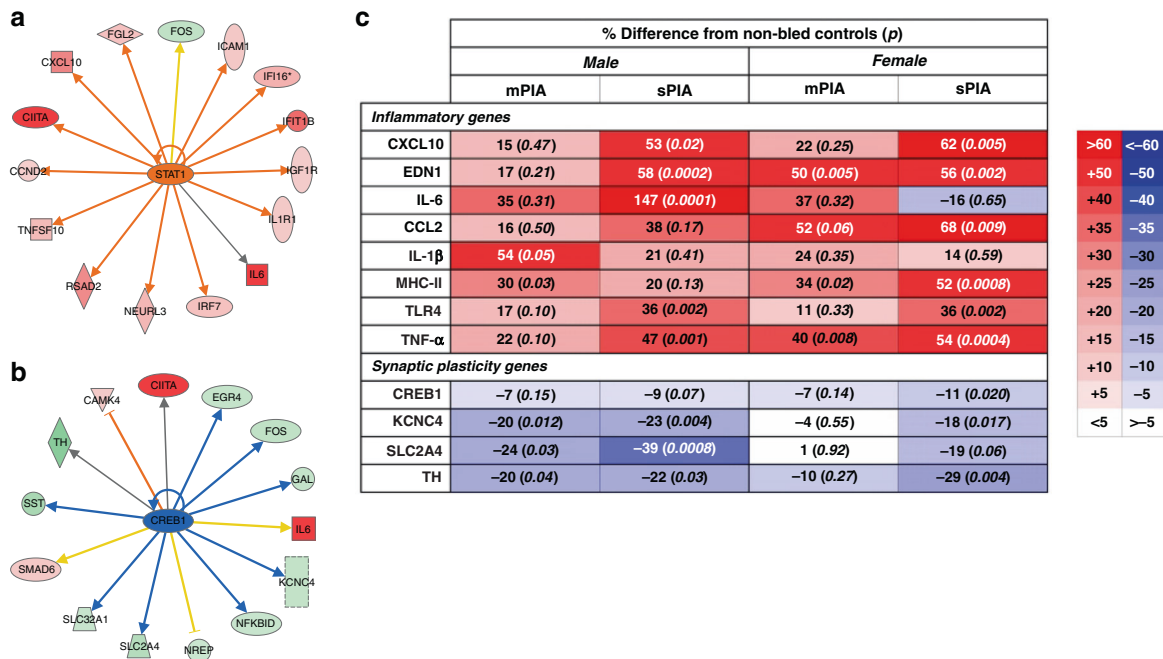 a
FGL2
FOS
ICAM1
CXCL10
IFI16*
CIITA
IFIT1B
CCND2
STAT1
IGF1R
TNFSF10
IL1R1
RSAD2
IL6
NEURL3
IRF7
b
CIITA
CAMK4
EGR4
TH
FOS
GAL
SST
CREB1
IL6
SMAD6
KCNC4
SLC32A1
NFKBID
SLC2A4
NREP
c
% Difference from non-bled controls (p)
Male Female
mPIA sPIA mPIA sPIA
Inflammatory genes
CXCL10 15 (0.47) 53 (0.02) 22 (0.25) 62 (0.005)
EDN1 17 (0.21) 58 (0.0002) 50 (0.005) 56 (0.002)
IL-6 35 (0.31) 147 (0.0001) 37 (0.32) −16 (0.65)
CCL2 16 (0.50) 38 (0.17) 52 (0.06) 68 (0.009)
IL-1β 54 (0.05) 21 (0.41) 24 (0.35) 14 (0.59)
MHC-II 30 (0.03) 20 (0.13) 34 (0.02) 52 (0.0008)
TLR4 17 (0.10) 36 (0.002) 11 (0.33) 36 (0.002)
TNF-α 22 (0.10) 47 (0.001) 40 (0.008) 54 (0.0004)
Synaptic plasticity genes
CREB1 −7 (0.15) −9 (0.07) −7 (0.14) −11 (0.020)
KCNC4 −20 (0.012) −23 (0.004) −4 (0.55) −18 (0.017)
SLC2A4 −24 (0.03) −39 (0.0008) 1 (0.92) −19 (0.06)
TH −20 (0.04) −22 (0.03) −10 (0.27) −29 (0.004)
>60 <−60
+50 −50
+40 −40
+35 −35
+30 −30
+25 −25
+20 −20
+15 −15
+10 −10
+5 −5
<5 >−5